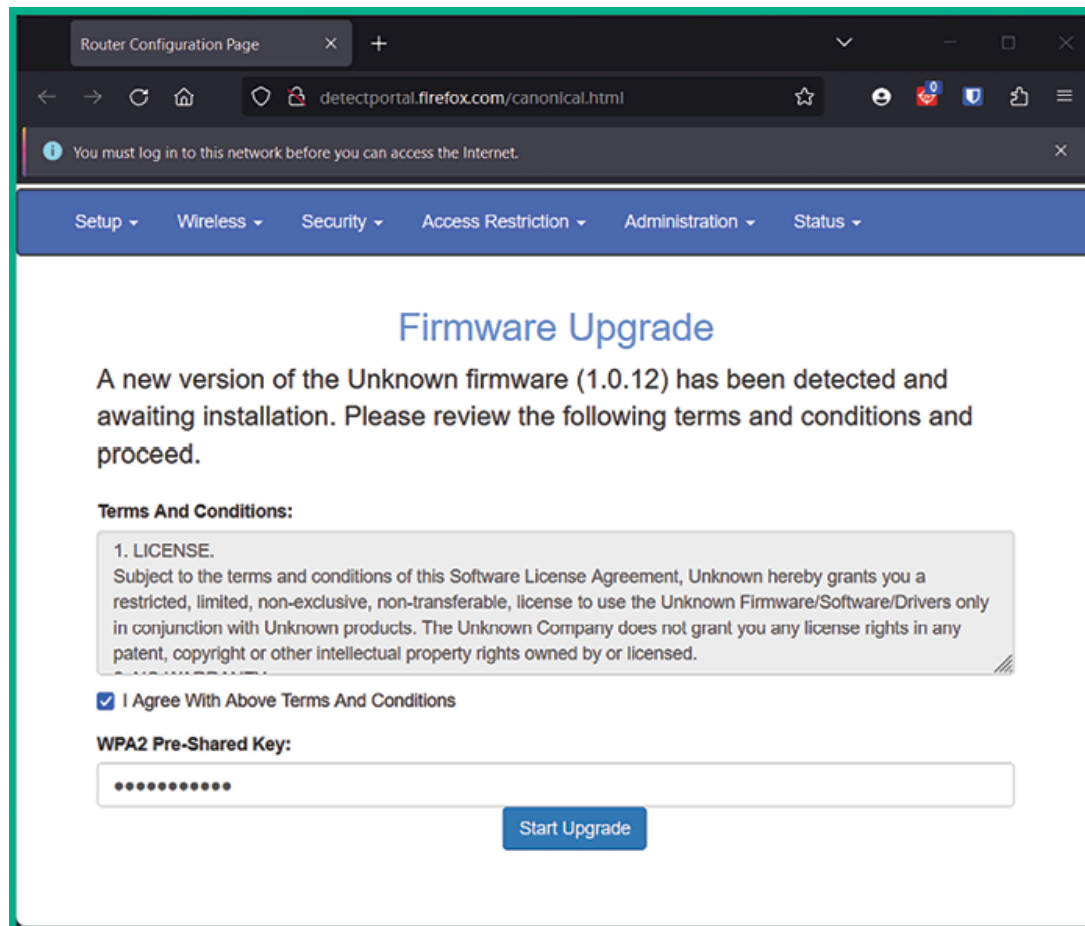 Router Configuration Page
detectportal.firefox.com/canonical.html
0
You must log in to this network before you can access the Internet.
Setup Wireless Security Access Restriction Administration Status
Firmware Upgrade
A new version of the Unknown firmware (1.0.12) has been detected and
awaiting installation. Please review the following terms and conditions and
proceed.
Terms And Conditions:
1. LICENSE.
Subject to the terms and conditions of this Software License Agreement, Unknown hereby grants you a
restricted, limited, non-exclusive, non-transferable, license to use the Unknown Firmware/Software/Drivers only
in conjunction with Unknown products. The Unknown Company does not grant you any license rights in any
patent, copyright or other intellectual property rights owned by or licensed.
I Agree With Above Terms And Conditions
WPA2 Pre-Shared Key:
•••••••••••
Start Upgrade